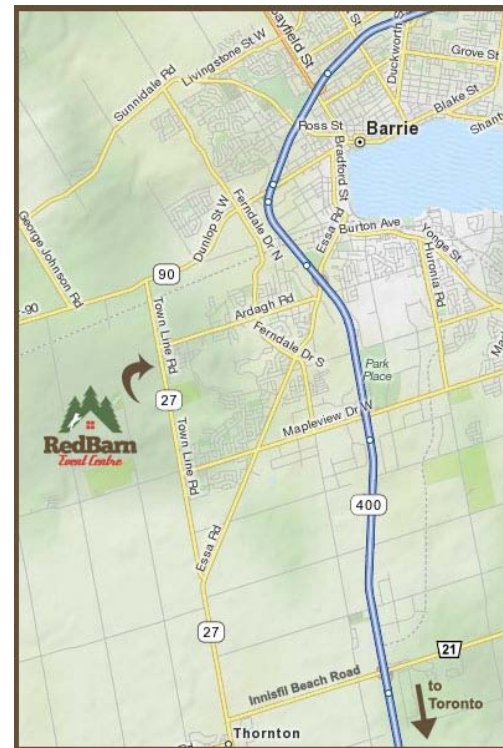 Bayfield St
Livingstone St W
Duckworth St
Grove St
Sunnidale Rd
Blake St
Ross St
Barrie
Bradford St
Ferndale Dr N
Dunlop St W
George Johnson Rd
Essa Rd
Burton Ave
Yonge St
Huronia Rd
90
-90
Ardagh Rd
Town Line Rd
Ferndale Dr S
Park
Place
27
RedBarn
Event Centre
Mapleview Dr W
Town Line Rd
400
Essa Rd
27
21
Innisfil Beach Road
to
Toronto
Thornton